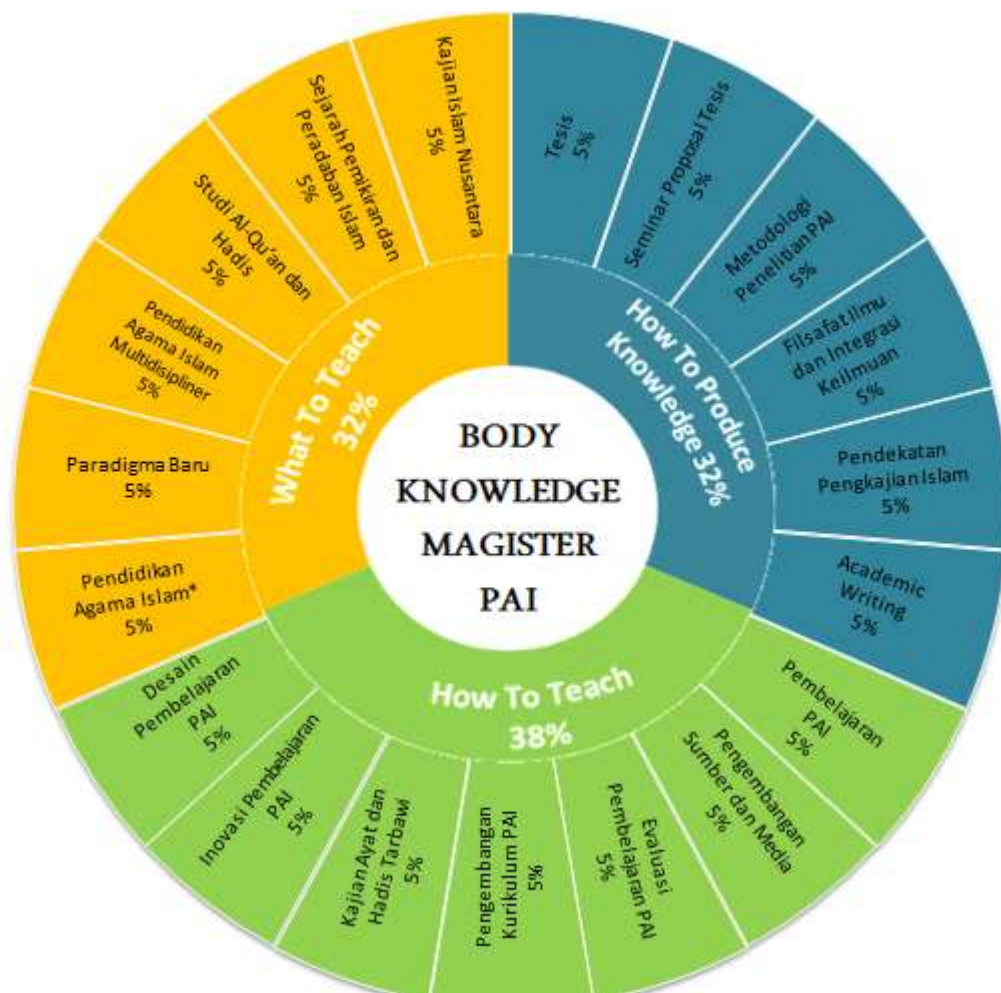 BODY
KNOWLEDGE
MAGISTER
PAI
How To Produce
Knowledge 32%
How To Teach
38%
What To Teach
32%
Tesis
5%
Seminar Proposal Tesis
5%
Metodologi
Penelitian PAI
5%
Filsafat Ilmu
dan Integrasi
Keilmuan
5%
Pendekatan
Pengkajian Islam
5%
Academic
Writing
5%
Pembelajaran
PAI
5%
Pengembangan
Sumber dan Media
5%
Evaluasi
Pembelajaran PAI
5%
Pengembangan
Kurikulum PAI
5%
Kajian Ayat dan
Hadis Tarbawi
5%
Inovasi Pembelajaran
PAI
5%
Desain
Pembelajaran
PAI
5%
Pendidikan
Agama Islam*
5%
Paradigma Baru
5%
Pendidikan
Agama Islam
Multidisipliner
5%
Studi Al-Qu'an dan
Hadis
5%
Sejarah Pemikiran dan
Peradaban Islam
5%
Kajian Islam Nusantara
5%